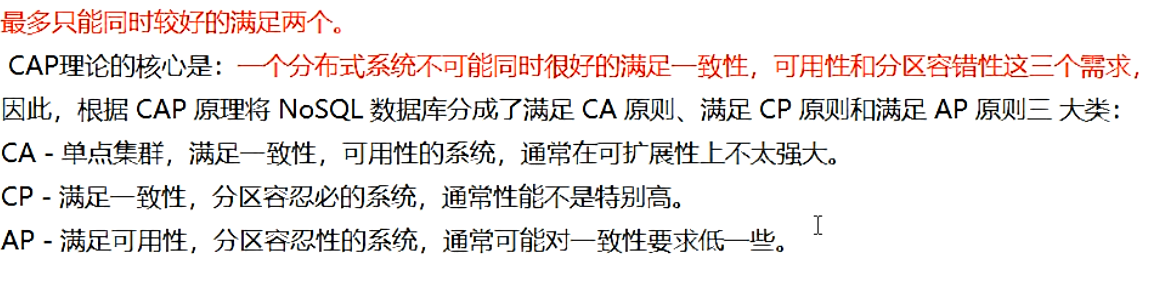 最多只能同时较好的满足两个。
CAP理论的核心是：一个分布式系统不可能同时很好的满足一致性，可用性和分区容错性这三个需求，
因此，根据 CAP 原理将 NoSQL 数据库分成了满足 CA 原则、满足 CP 原则和满足 AP 原则三 大类：
CA - 单点集群，满足一致性，可用性的系统，通常在可扩展性上不太强大。
CP - 满足一致性，分区容忍必的系统，通常性能不是特别高。
AP - 满足可用性，分区容忍性的系统，通常可能对一致性要求低一些。